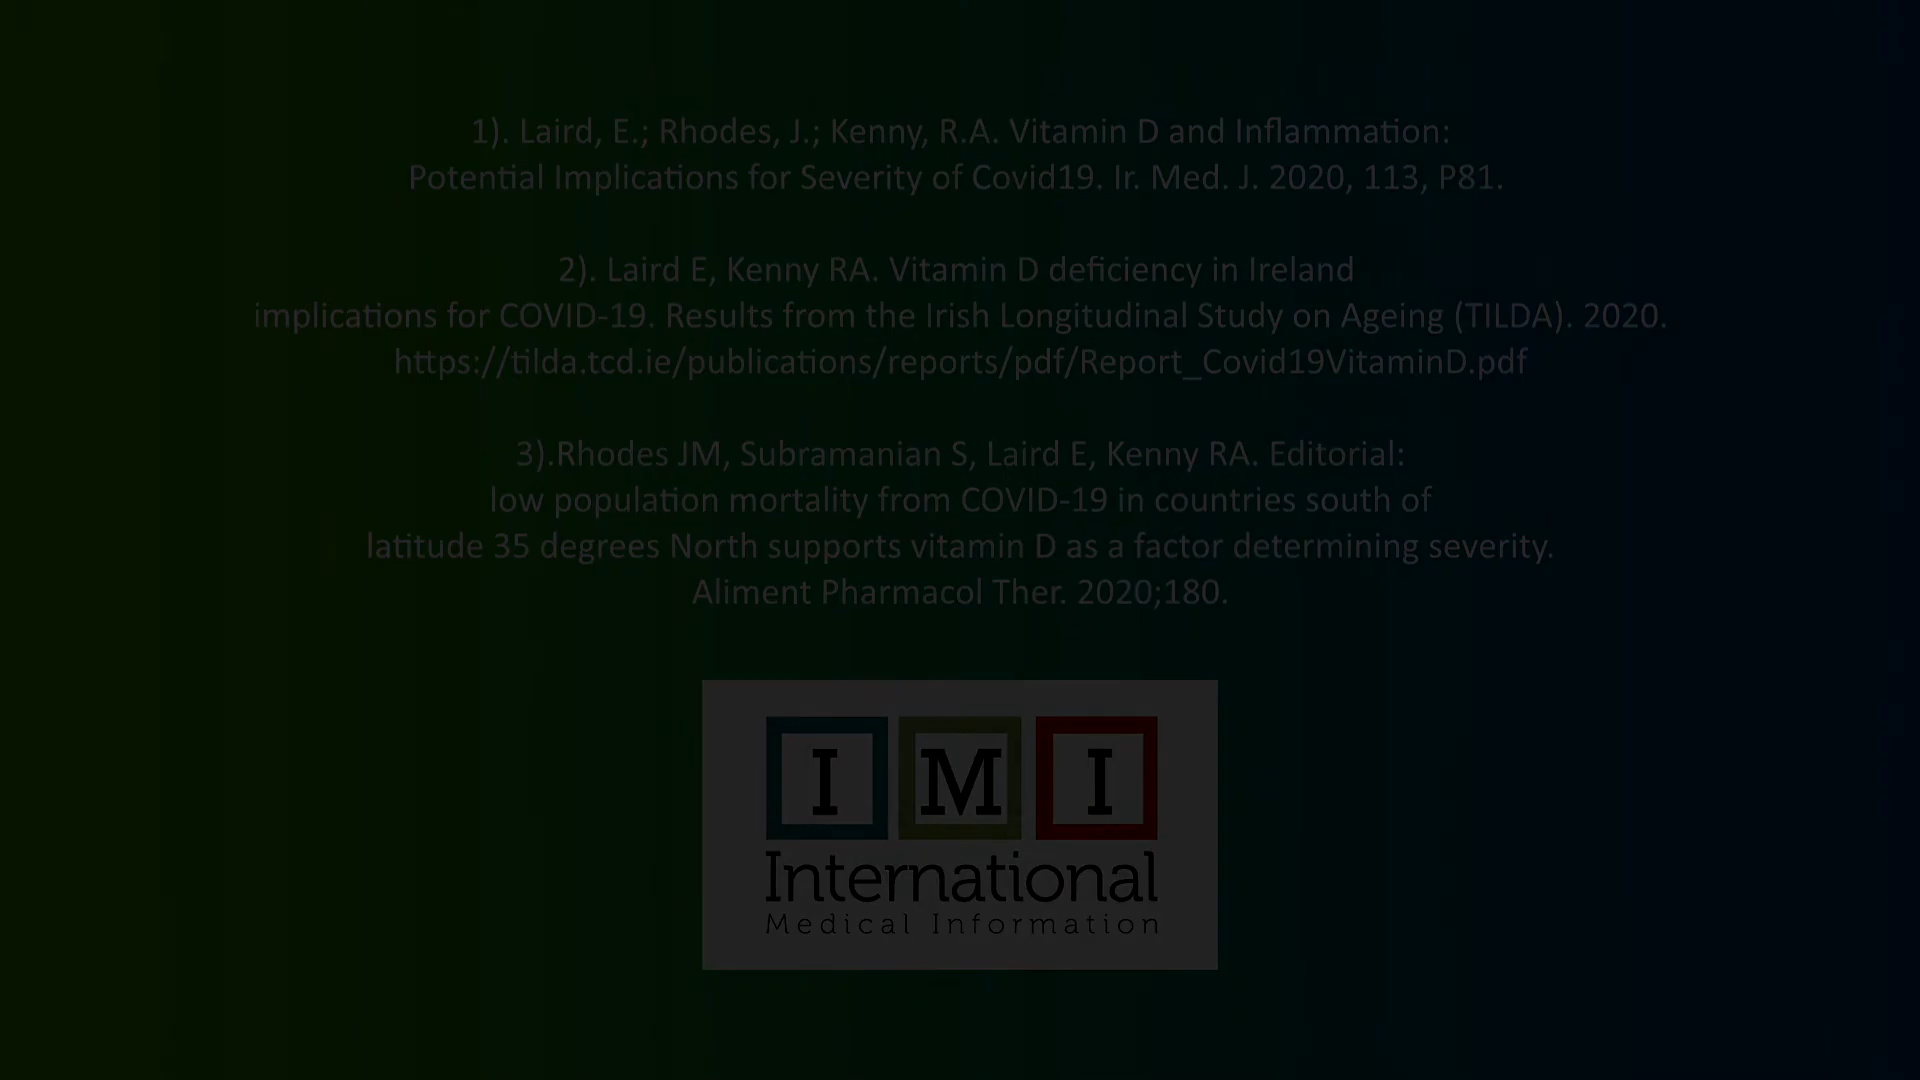 1). Laird, E.; Rhodes, J.; Kenny, R.A. Vitamin D and Inflammation:
Potential Implications for Severity of Covid19. Ir. Med. J. 2020, 113, P81.
2). Laird E, Kenny RA. Vitamin D deficiency in Ireland
implications for COVID-19. Results from the Irish Longitudinal Study on Ageing (TILDA). 2020.
https://tilda.tcd.ie/publications/reports/pdf/Report_Covid19VitaminD.pdf
3).Rhodes JM, Subramanian S, Laird E, Kenny RA. Editorial:
low population mortality from COVID-19 in countries south of
latitude 35 degrees North supports vitamin D as a factor determining severity.
Aliment Pharmacol Ther. 2020;180.
I M I
International
Medical Information